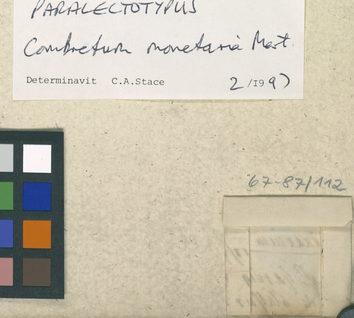 PARALECTOTYPUS
Combretum monetaria Mart.
Determinavit C.A.Stace 2/1997
67-87/112